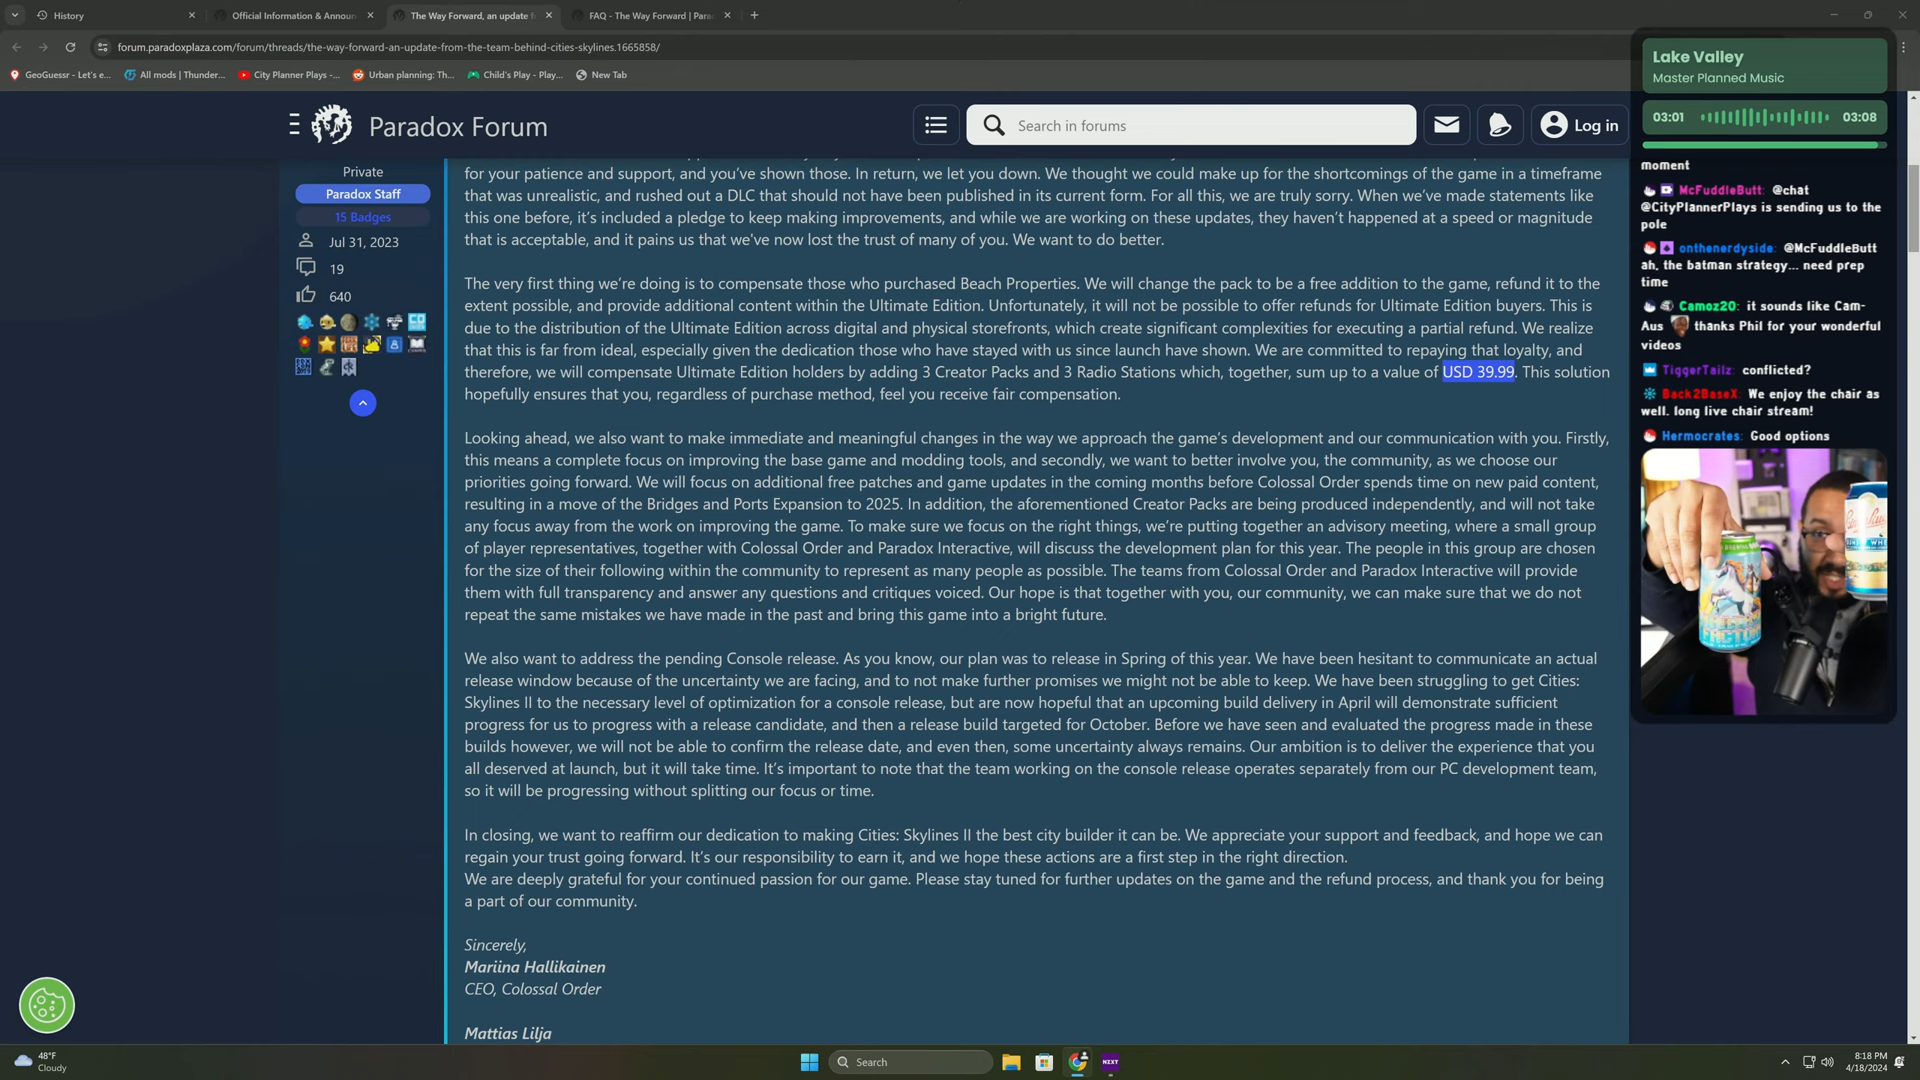 History
Official Information & Announ
The Way Forward, an update f
FAQ - The Way Forward | Para
forum.paradoxplaza.com/forum/threads/the-way-forward-an-update-from-the-team-behind-cities-skylines.1665858/
GeoGuessr - Let's e...
All mods | Thunder...
City Planner Plays -...
Urban planning: Th...
Child's Play - Play...
New Tab
Paradox Forum
Search in forums
Log in
Private
Paradox Staff
15 Badges
Jul 31, 2023
19
640
for your patience and support, and you've shown those. In return, we let you down. We thought we could make up for the shortcomings of the game in a timeframe
that was unrealistic, and rushed out a DLC that should not have been published in its current form. For all this, we are truly sorry. When we've made statements like
this one before, it's included a pledge to keep making improvements, and while we are working on these updates, they haven't happened at a speed or magnitude
that is acceptable, and it pains us that we've now lost the trust of many of you. We want to do better.
The very first thing we're doing is to compensate those who purchased Beach Properties. We will change the pack to be a free addition to the game, refund it to the
extent possible, and provide additional content within the Ultimate Edition. Unfortunately, it will not be possible to offer refunds for Ultimate Edition buyers. This is
due to the distribution of the Ultimate Edition across digital and physical storefronts, which create significant complexities for executing a partial refund. We realize
that this is far from ideal, especially given the dedication those who have stayed with us since launch have shown. We are committed to repaying that loyalty, and
therefore, we will compensate Ultimate Edition holders by adding 3 Creator Packs and 3 Radio Stations which, together, sum up to a value of USD 39.99. This solution
hopefully ensures that you, regardless of purchase method, feel you receive fair compensation.
Looking ahead, we also want to make immediate and meaningful changes in the way we approach the game's development and our communication with you. Firstly,
this means a complete focus on improving the base game and modding tools, and secondly, we want to better involve you, the community, as we choose our
priorities going forward. We will focus on additional free patches and game updates in the coming months before Colossal Order spends time on new paid content,
resulting in a move of the Bridges and Ports Expansion to 2025. In addition, the aforementioned Creator Packs are being produced independently, and will not take
any focus away from the work on improving the game. To make sure we focus on the right things, we're putting together an advisory meeting, where a small group
of player representatives, together with Colossal Order and Paradox Interactive, will discuss the development plan for this year. The people in this group are chosen
for the size of their following within the community to represent as many people as possible. The teams from Colossal Order and Paradox Interactive will provide
them with full transparency and answer any questions and critiques voiced. Our hope is that together with you, our community, we can make sure that we do not
repeat the same mistakes we have made in the past and bring this game into a bright future.
We also want to address the pending Console release. As you know, our plan was to release in Spring of this year. We have been hesitant to communicate an actual
release window because of the uncertainty we are facing, and to not make further promises we might not be able to keep. We have been struggling to get Cities:
Skylines II to the necessary level of optimization for a console release, but are now hopeful that an upcoming build delivery in April will demonstrate sufficient
progress for us to progress with a release candidate, and then a release build targeted for October. Before we have seen and evaluated the progress made in these
builds however, we will not be able to confirm the release date, and even then, some uncertainty always remains. Our ambition is to deliver the experience that you
all deserved at launch, but it will take time. It's important to note that the team working on the console release operates separately from our PC development team,
so it will be progressing without splitting our focus or time.
In closing, we want to reaffirm our dedication to making Cities: Skylines II the best city builder it can be. We appreciate your support and feedback, and hope we can
regain your trust going forward. It's our responsibility to earn it, and we hope these actions are a first step in the right direction.
We are deeply grateful for your continued passion for our game. Please stay tuned for further updates on the game and the refund process, and thank you for being
a part of our community.
Sincerely,
Mariina Hallikainen
CEO, Colossal Order
Mattias Lilja
Lake Valley
Master Planned Music
03:01
03:08
moment
McFuddleButt: @chat
@CityPlannerPlays is sending us to the
pole
onthenerdyside: @McFuddleButt
ah, the batman strategy... need prep
time
Camoz20: it sounds like Cam-
Aus thanks Phil for your wonderful
videos
TiggerTailz: conflicted?
Back2BaseX: We enjoy the chair as
well. long live chair stream!
Hermocrates: Good options
48°F
Cloudy
Search
NIXT
8:18 PM
4/18/2024